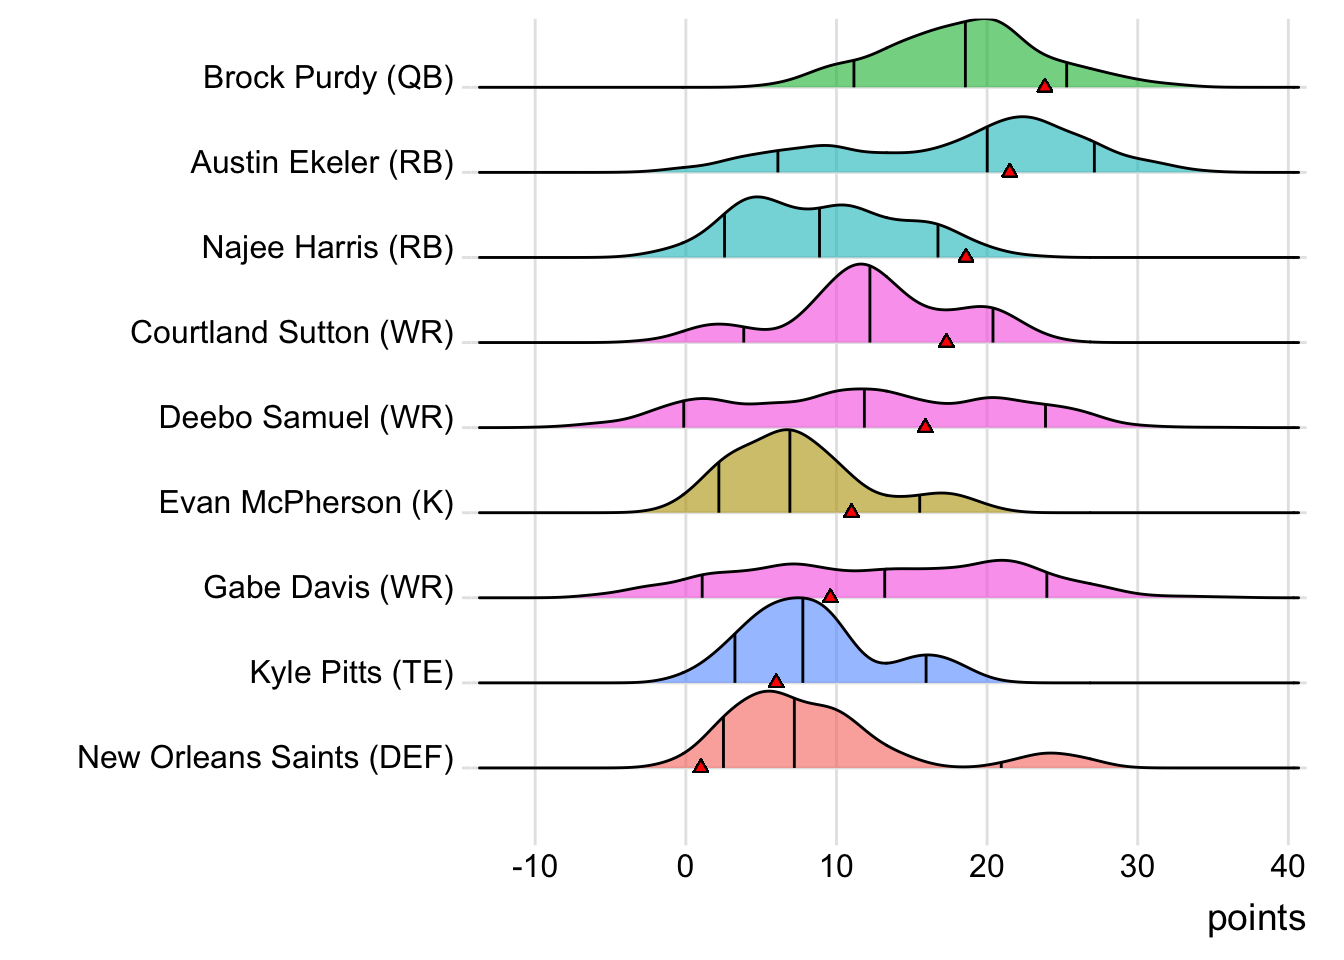 Brock Purdy (QB)
Austin Ekeler (RB)
Najee Harris (RB)
Courtland Sutton (WR)
Deebo Samuel (WR)
Evan McPherson (K)
Gabe Davis (WR)
Kyle Pitts (TE)
New Orleans Saints (DEF)
-10 0 10 20 30 40
points